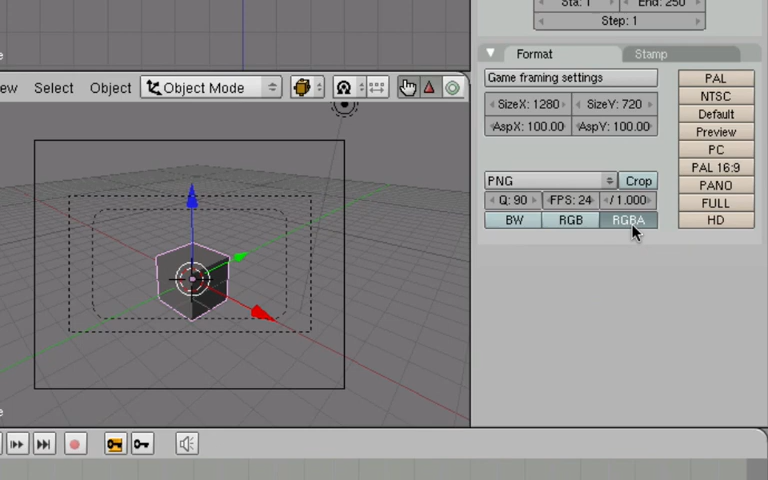 Sta: 1 End: 250
Step: 1
Format Stamp
Game framing settings
SizeX: 1280 SizeY: 720
AspX: 100.00 AspY: 100.00
PNG Crop
Q: 90 FPS: 24 / 1.000
BW RGB RGBA
PAL
NTSC
Default
Preview
PC
PAL 16:9
PANO
FULL
HD
ew Select Object Object Mode
e
e